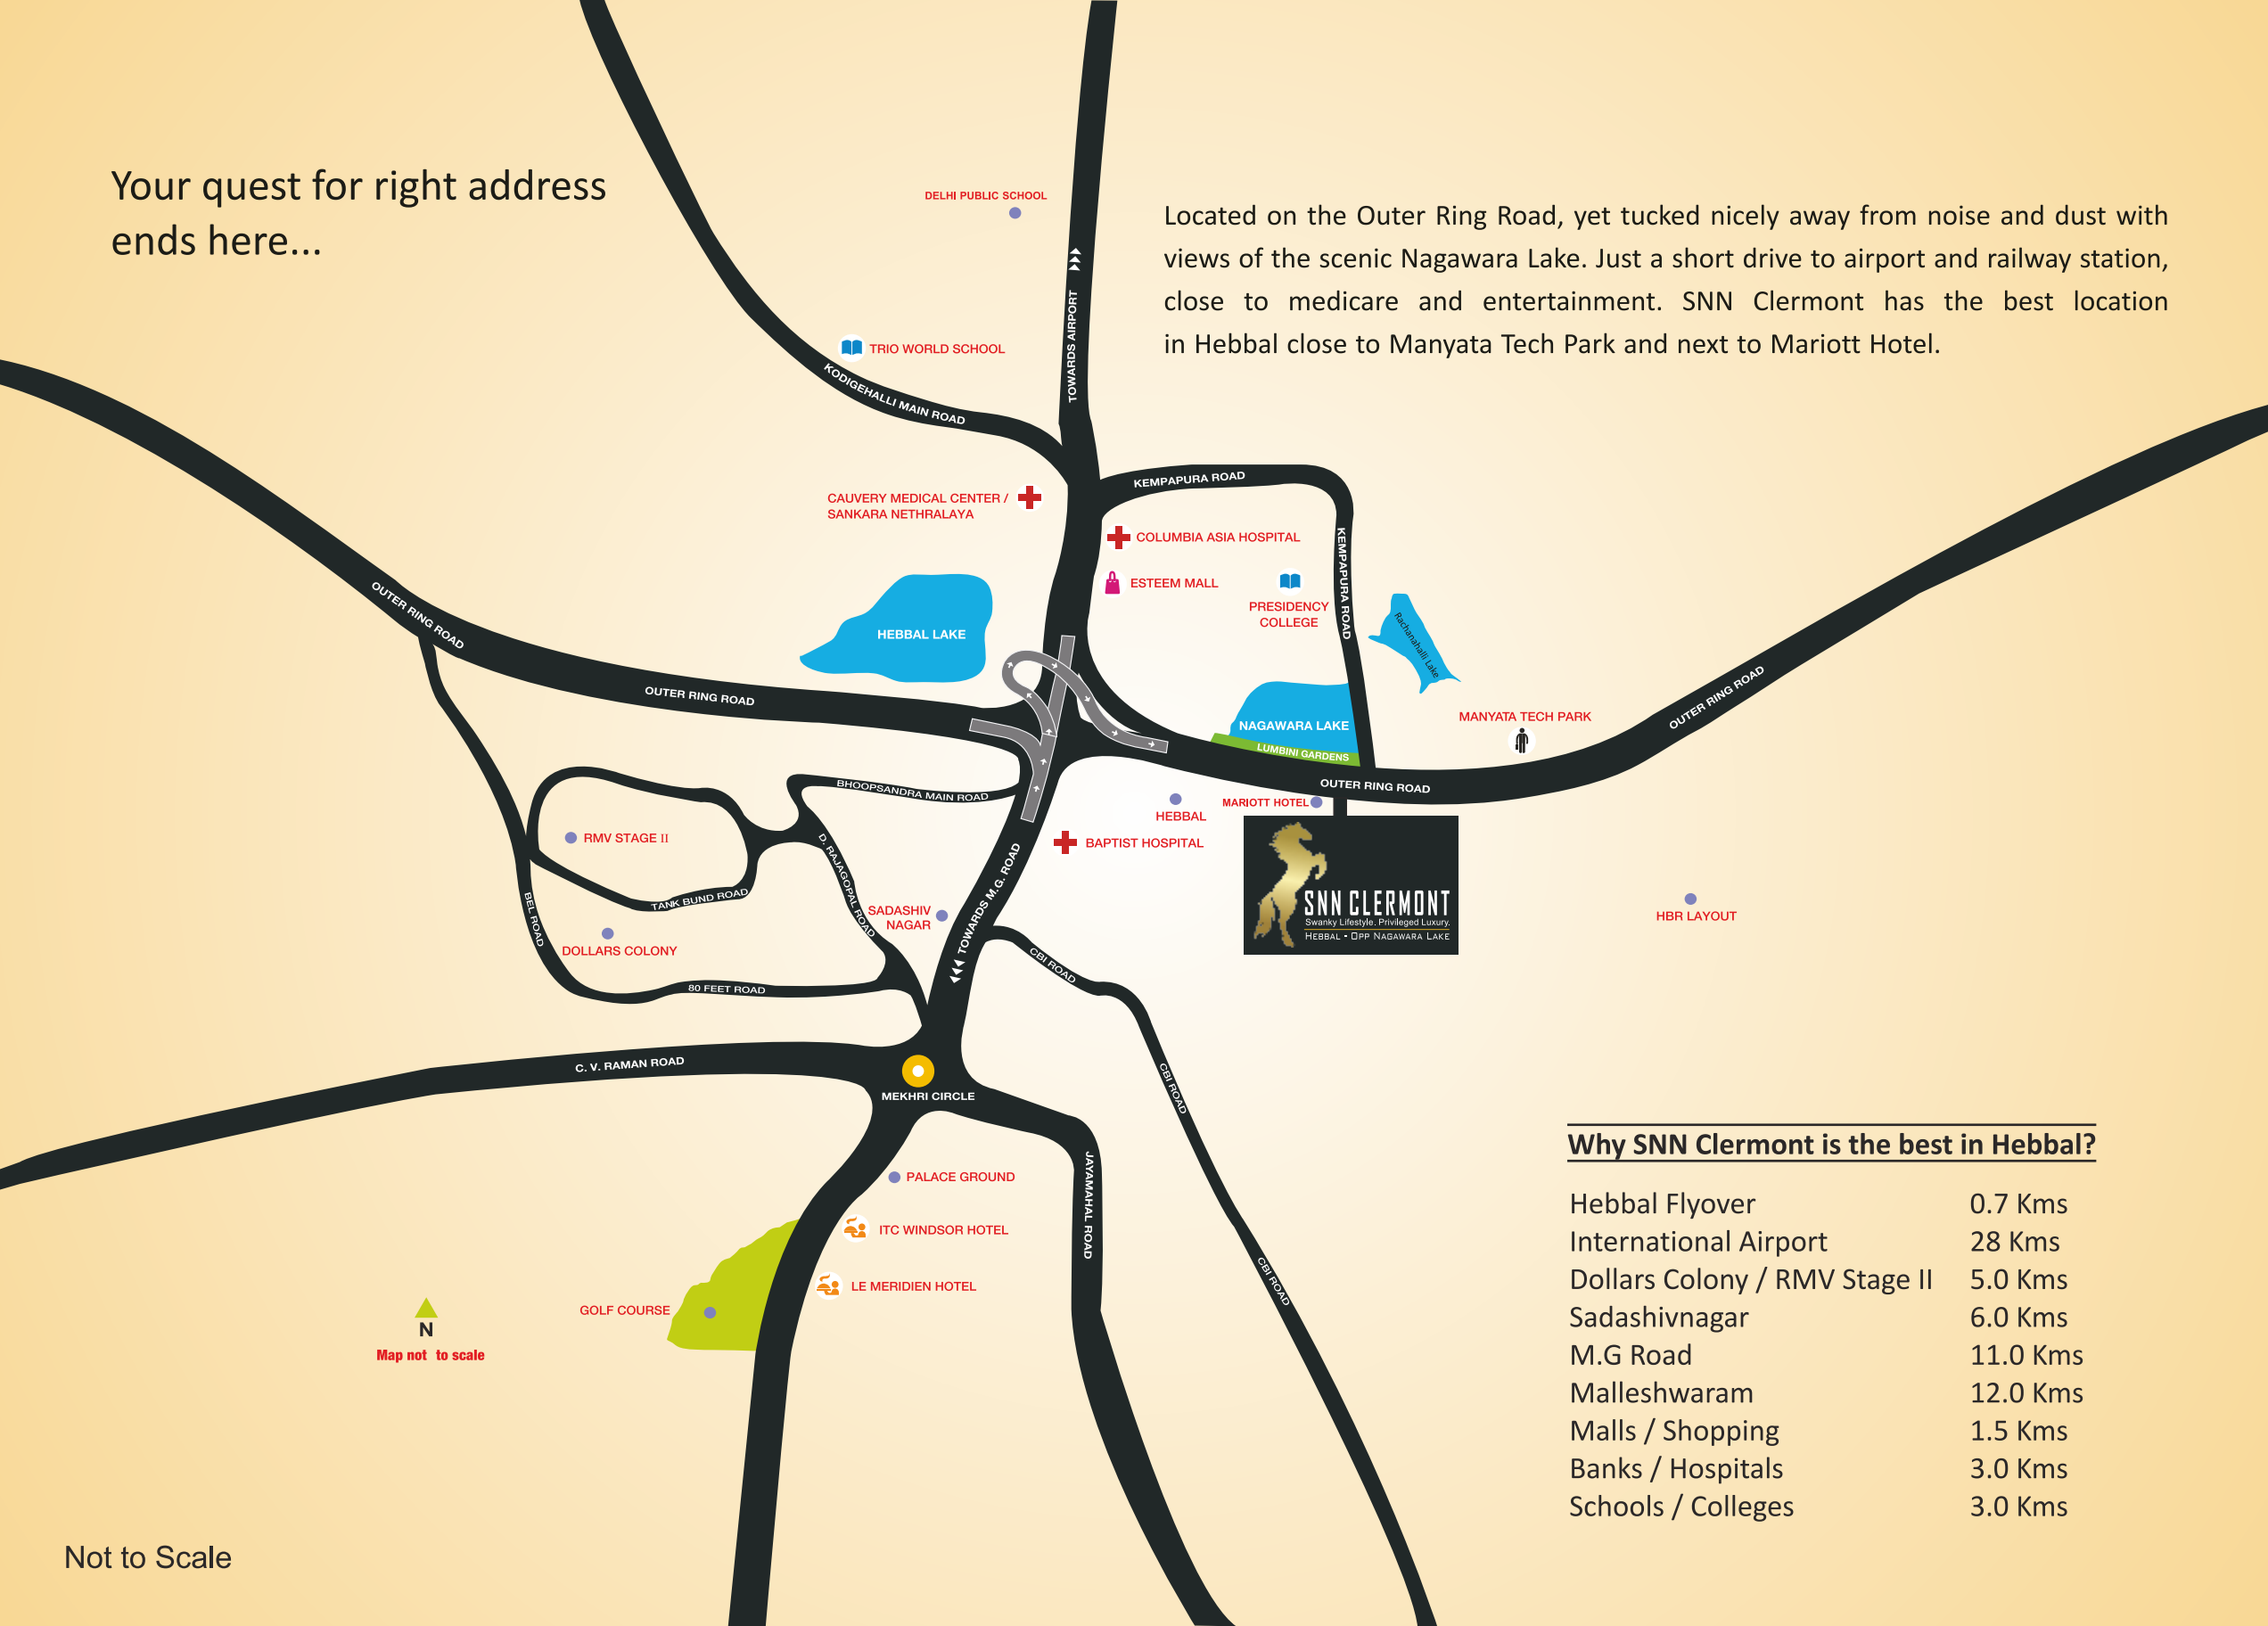 Your quest for right address
ends here...
Located on the Outer Ring Road, yet tucked nicely away from noise and dust with
views of the scenic Nagawara Lake. Just a short drive to airport and railway station,
close to medicare and entertainment. SNN Clermont has the best location
in Hebbal close to Manyata Tech Park and next to Mariott Hotel.
DELHI PUBLIC SCHOOL
TOWARDS AIRPORT
TRIO WORLD SCHOOL
KODIGEHALLI MAIN ROAD
KEMPAPURA ROAD
CAUVERY MEDICAL CENTER /
SANKARA NETHRALAYA
COLUMBIA ASIA HOSPITAL
KEMPAPURA ROAD
ESTEEM MALL
PRESIDENCY
COLLEGE
OUTER RING ROAD
HEBBAL LAKE
Rachanahalli Lake
OUTER RING ROAD
OUTER RING ROAD
NAGAWARA LAKE
LUMBINI GARDENS
MANYATA TECH PARK
OUTER RING ROAD
BHOOPSANDRA MAIN ROAD
HEBBAL
MARIOTT HOTEL
RMV STAGE II
D. RAJAGOPAL ROAD
BAPTIST HOSPITAL
TOWARDS M.G. ROAD
TANK BUND ROAD
BEL ROAD
SADASHIV
NAGAR
SNN CLERMONT
Swanky Lifestyle. Privileged Luxury.
HEBBAL • OPP NAGAWARA LAKE
HBR LAYOUT
DOLLARS COLONY
80 FEET ROAD
CBI ROAD
C. V. RAMAN ROAD
MEKHRI CIRCLE
CBI ROAD
JAYAMAHAL ROAD
PALACE GROUND
ITC WINDSOR HOTEL
LE MERIDIEN HOTEL
CBI ROAD
GOLF COURSE
N
Map not to scale
Why SNN Clermont is the best in Hebbal?
Hebbal Flyover 0.7 Kms
International Airport 28 Kms
Dollars Colony / RMV Stage II 5.0 Kms
Sadashivnagar 6.0 Kms
M.G Road 11.0 Kms
Malleshwaram 12.0 Kms
Malls / Shopping 1.5 Kms
Banks / Hospitals 3.0 Kms
Schools / Colleges 3.0 Kms
Not to Scale